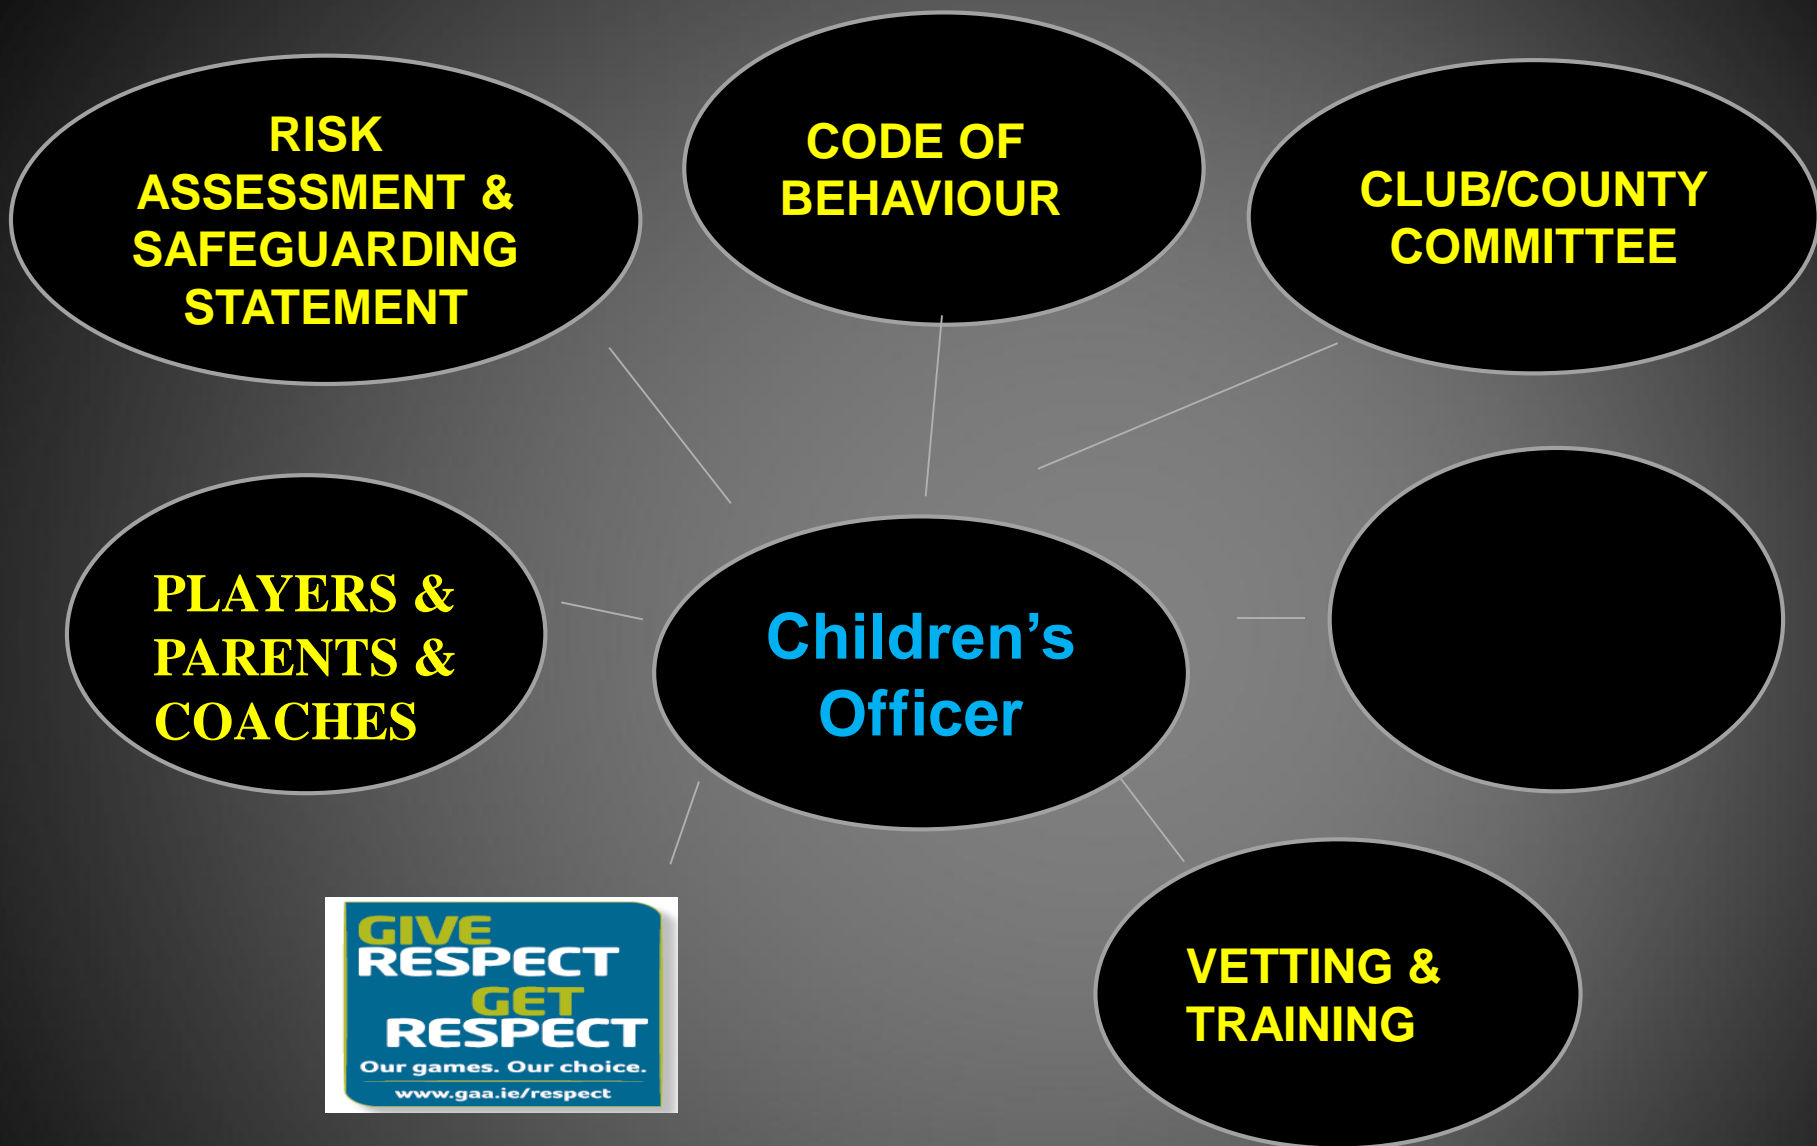 RISK
ASSESSMENT &
SAFEGUARDING
STATEMENT
CODE OF
BEHAVIOUR
CLUB/COUNTY
COMMITTEE
PLAYERS &
PARENTS &
COACHES
Children’s
Officer
GIVE
RESPECT
GET
RESPECT
Our games. Our choice.
www.gaa.ie/respect
VETTING &
TRAINING